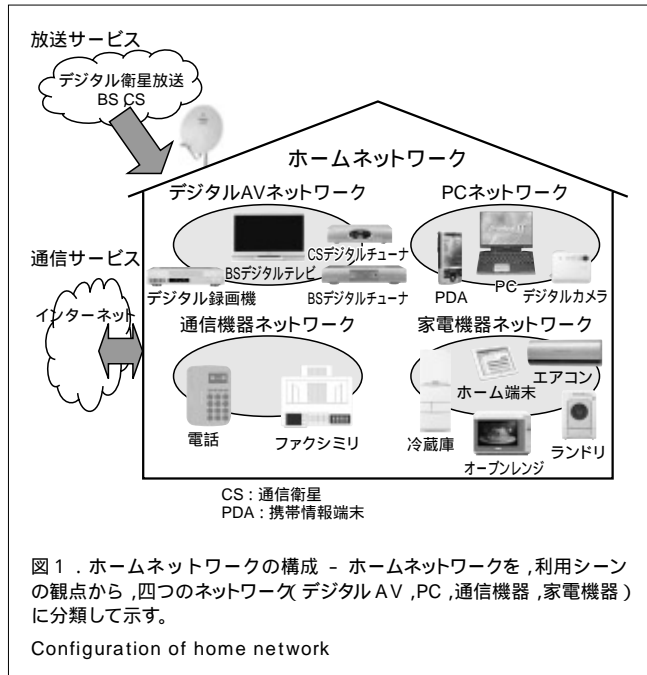 放送サービス
デジタル衛星放送
BS,CS
ホームネットワーク
デジタルAVネットワーク
PCネットワーク
CSデジタルチューナ
BSデジタルテレビ
デジタル録画機
BSデジタルチューナ
PDA
PC
デジタルカメラ
通信サービス
インターネット
通信機器ネットワーク
家電機器ネットワーク
エアコン
ホーム端末
電話
ファクシミリ
冷蔵庫
オーブンレンジ
ランドリ
CS:通信衛星
PDA:携帯情報端末
図1.ホームネットワークの構成 - ホームネットワークを,利用シーン
の観点から,四つのネットワーク(デジタルAV,PC,通信機器,家電機器)
に分類して示す。
Configuration of home network